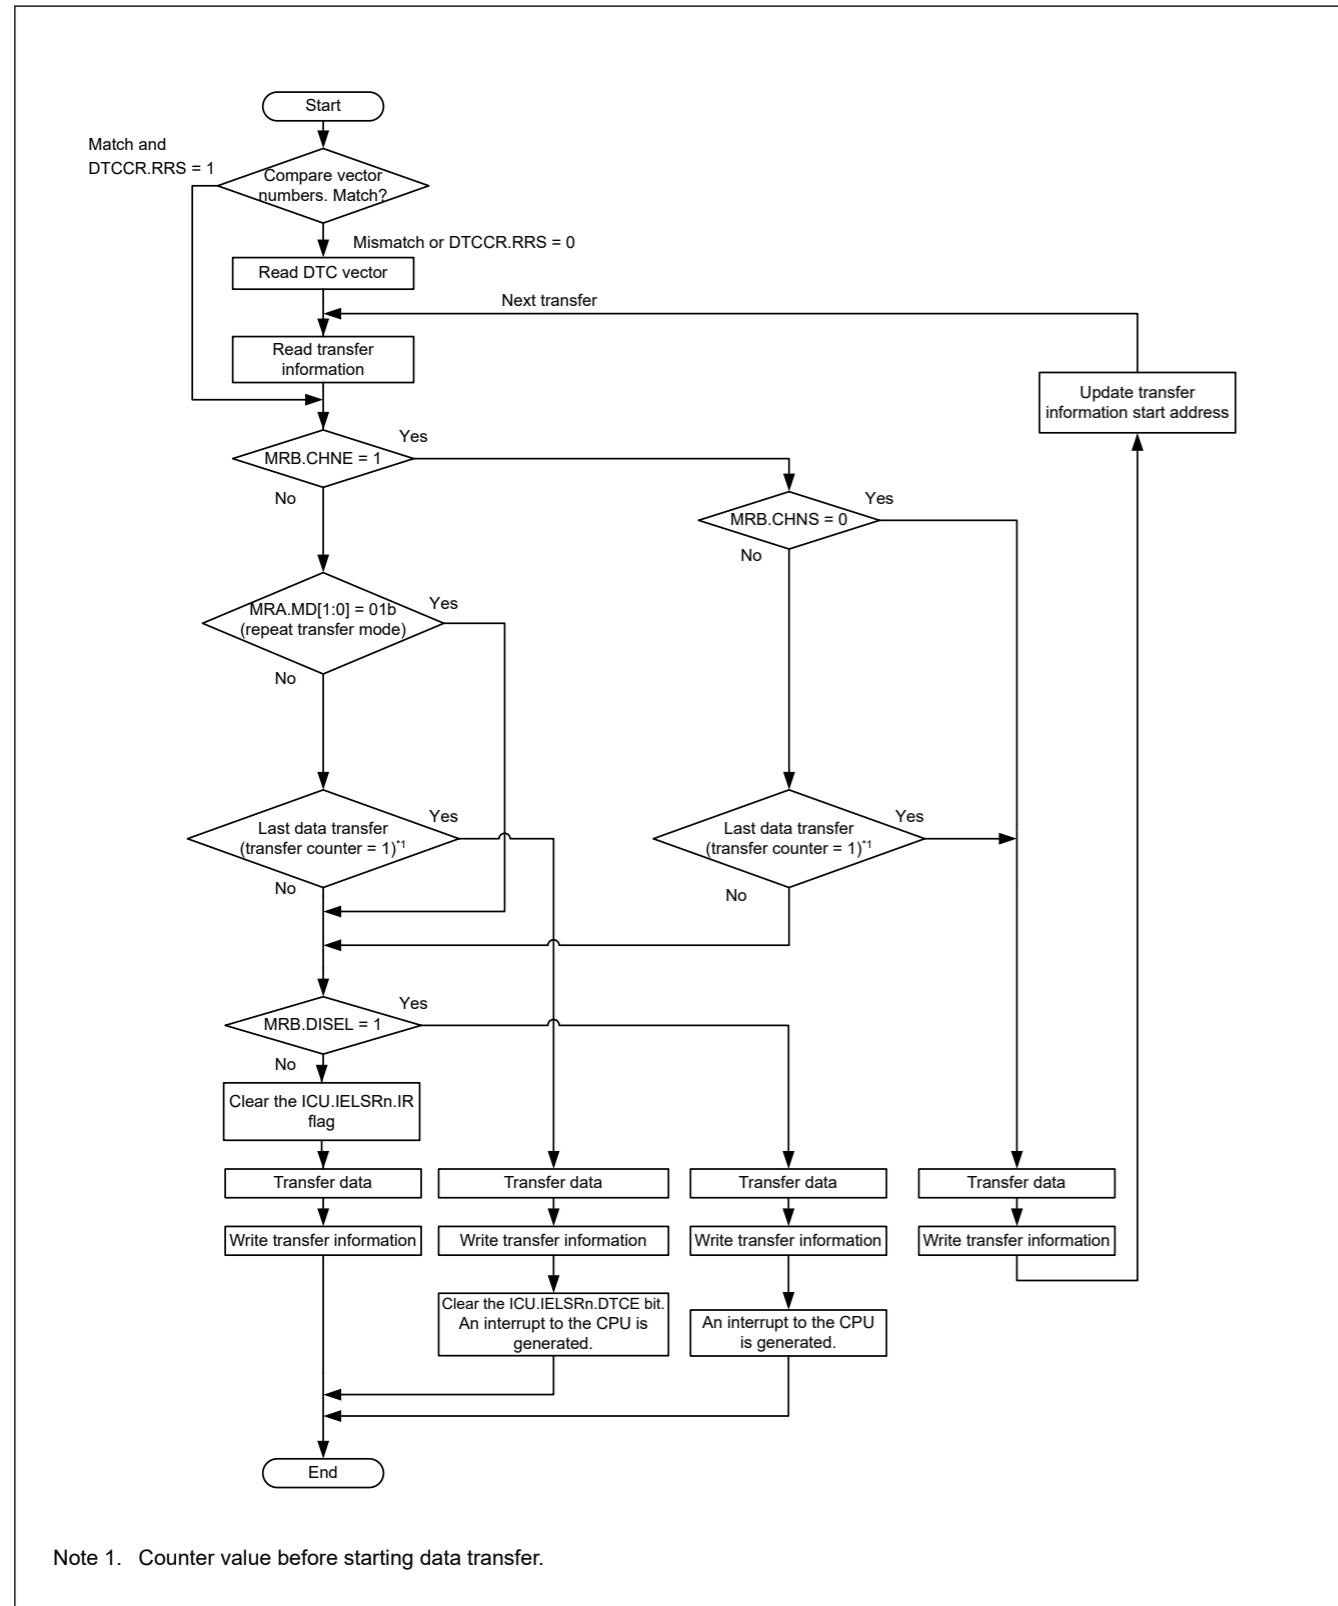 Start
Match and
DTCCR.RRS = 1
Compare vector
numbers. Match?
Mismatch or DTCCR.RRS = 0
Read DTC vector
Next transfer
Read transfer
information
Update transfer
information start address
Yes
MRB.CHNE = 1
No
Yes
MRB.CHNS = 0
No
MRA.MD[1:0] = 01b
(repeat transfer mode)
Yes
No
Last data transfer
(transfer counter = 1)*1
Yes
No
Last data transfer
(transfer counter = 1)*1
Yes
No
MRB.DISEL = 1
Yes
No
Clear the ICU.IELSRn.IR
flag
Transfer data
Transfer data
Transfer data
Transfer data
Write transfer information
Write transfer information
Write transfer information
Write transfer information
Clear the ICU.IELSRn.DTCE bit.
An interrupt to the CPU is
generated.
An interrupt to the CPU
is generated.
End
Note 1. Counter value before starting data transfer.